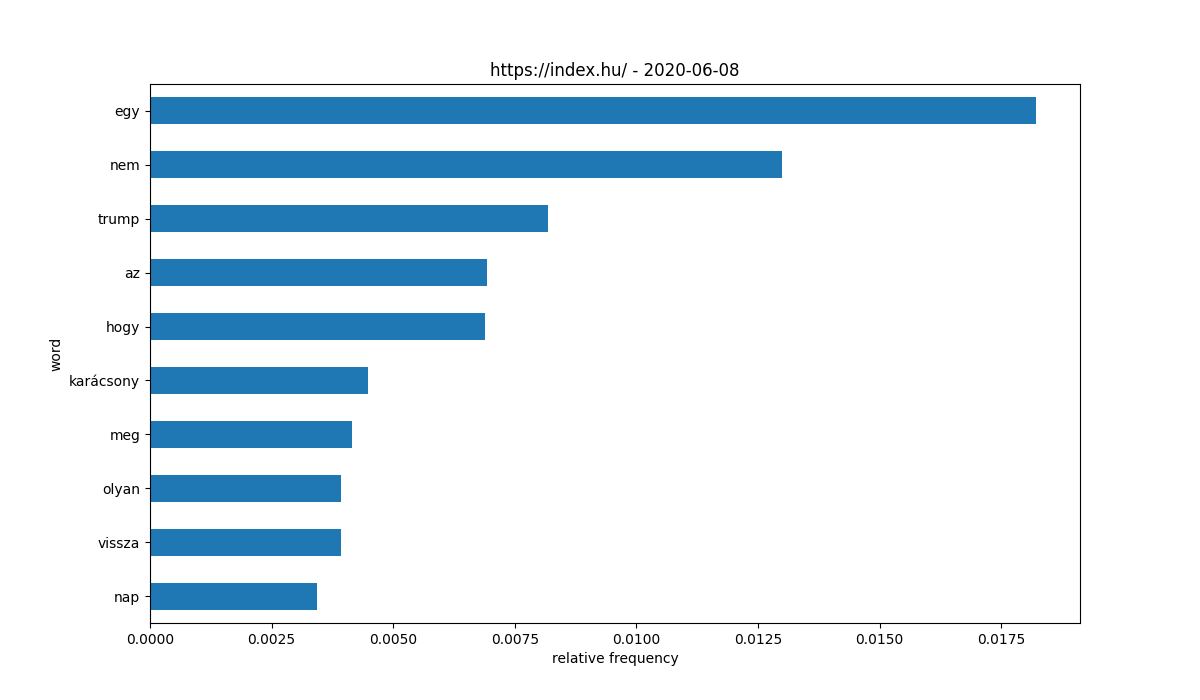 https://index.hu/ - 2020-06-08
word
egy
nem
trump
az
hogy
karácsony
meg
olyan
vissza
nap
0.0000 0.0025 0.0050 0.0075 0.0100 0.0125 0.0150 0.0175
relative frequency